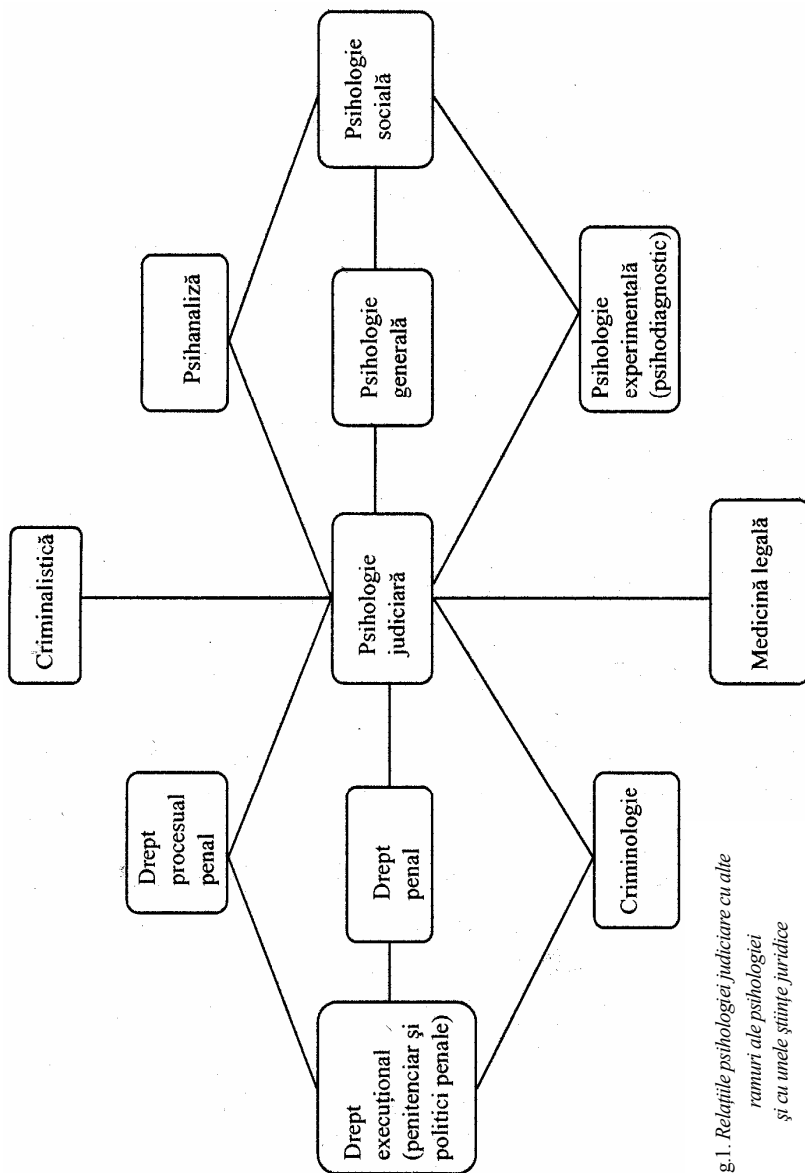 Criminalistică
Drept
procesual
penal
Psihanaliză
Drept
execuțional
(penitenciar și
politici penale)
Drept
penal
Psihologie
judiciară
Psihologie
generală
Psihologie
socială
Criminologie
Psihologie
experimentală
(psihodiagnostic)
Medicină legală
g.1. Relațiile psihologiei judiciare cu alte
ramuri ale psihologiei
și cu unele științe juridice